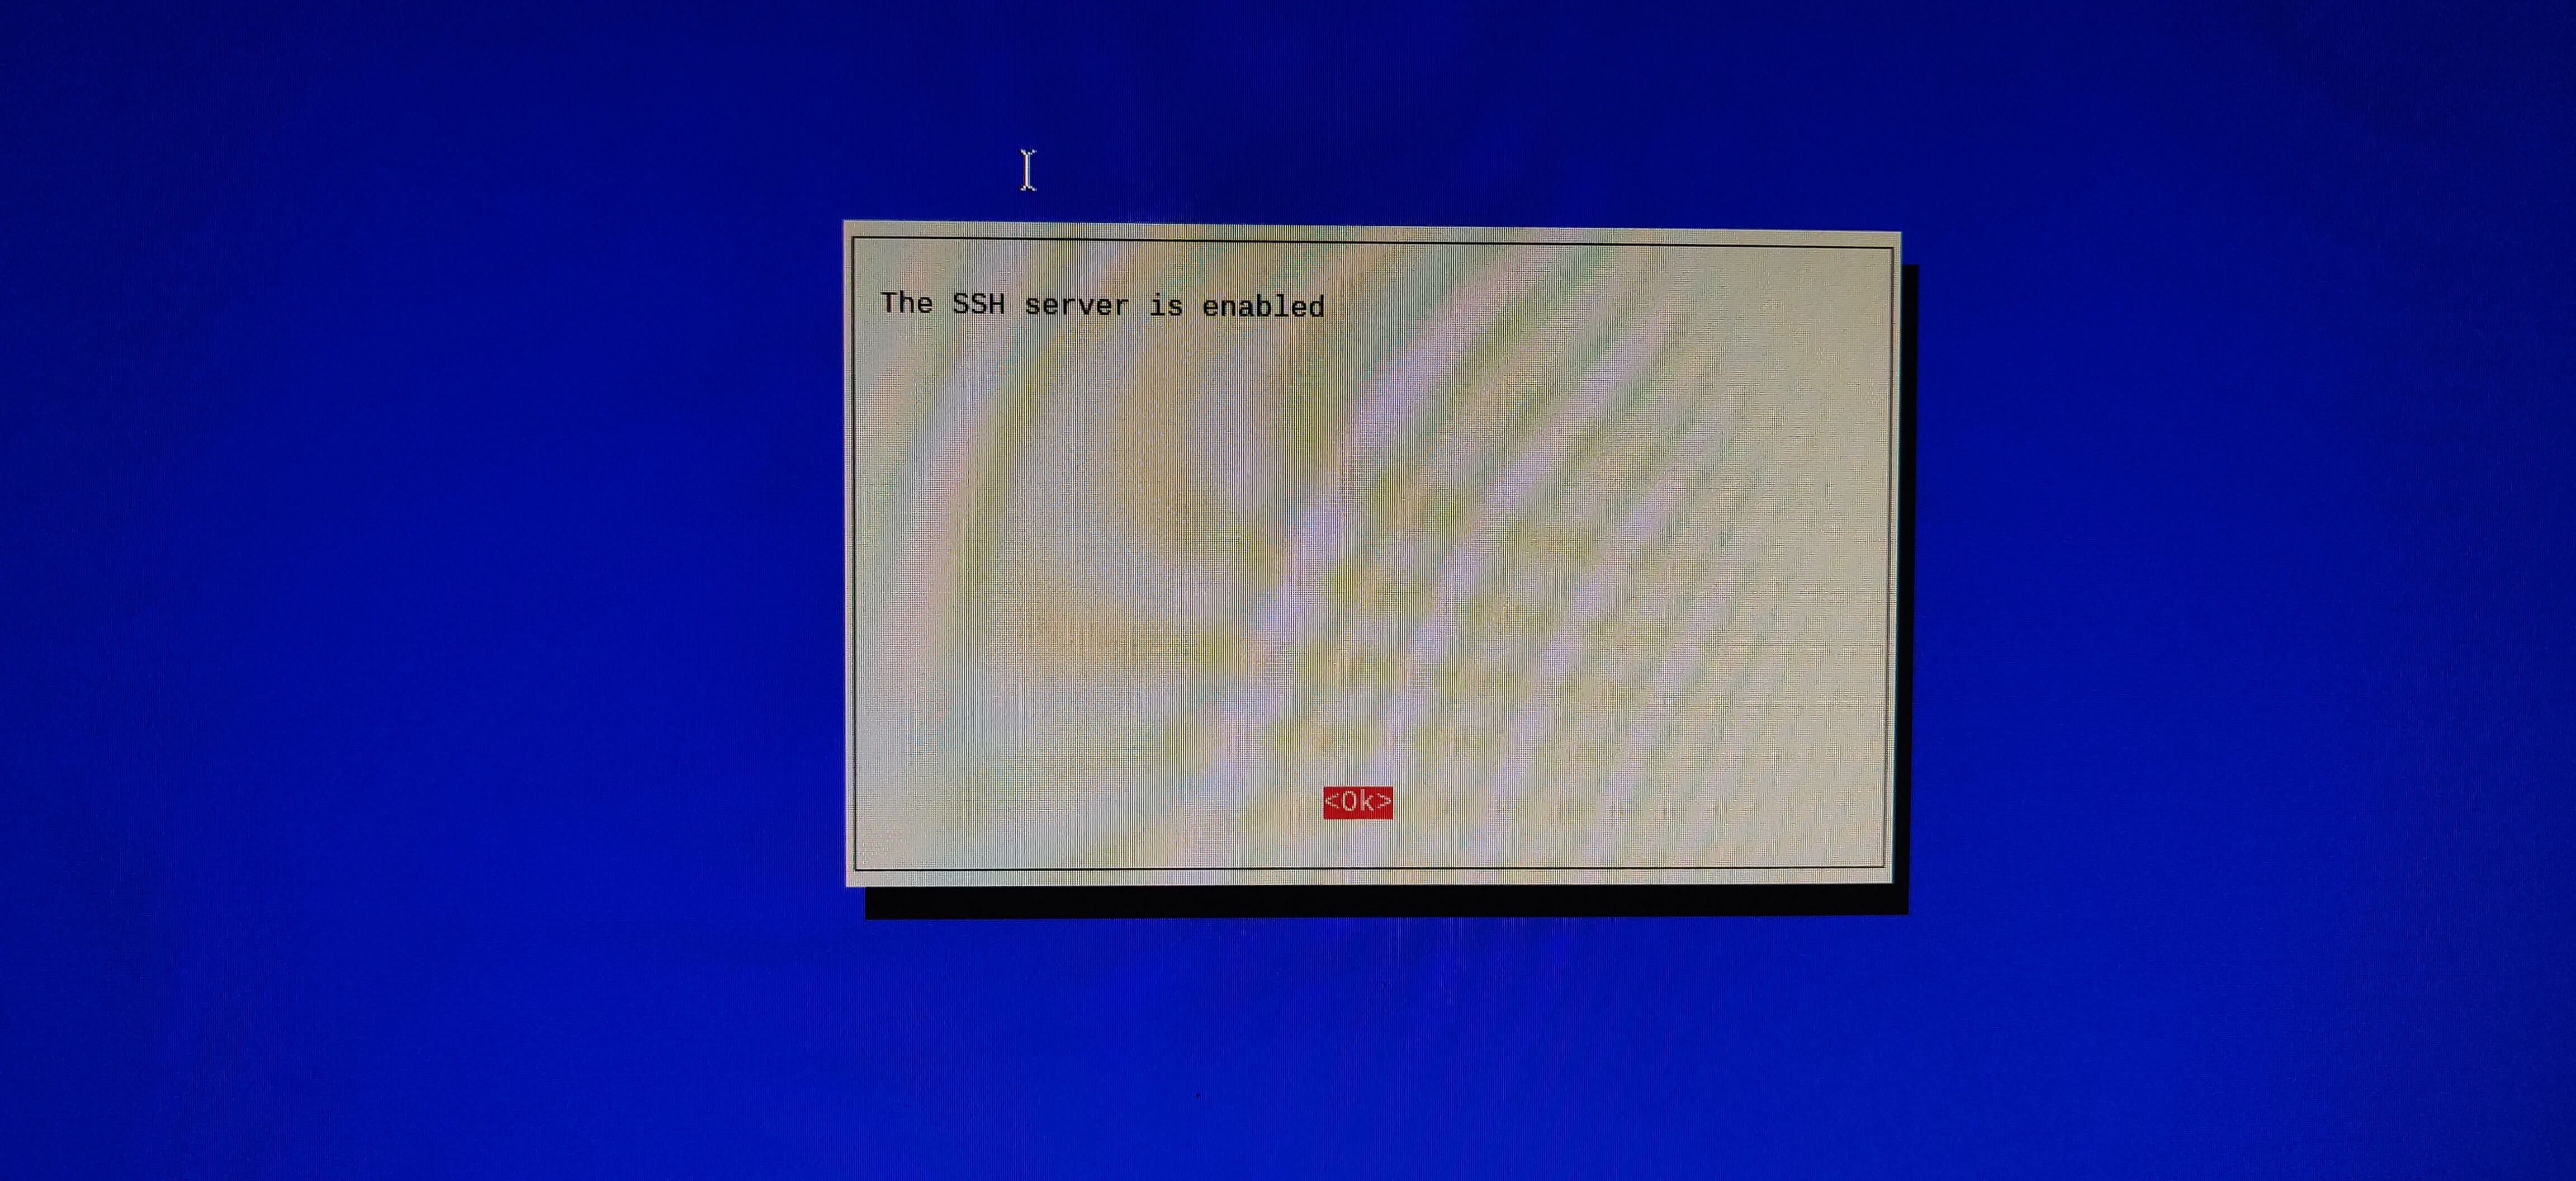 The SSH server is enabled
<Ok>